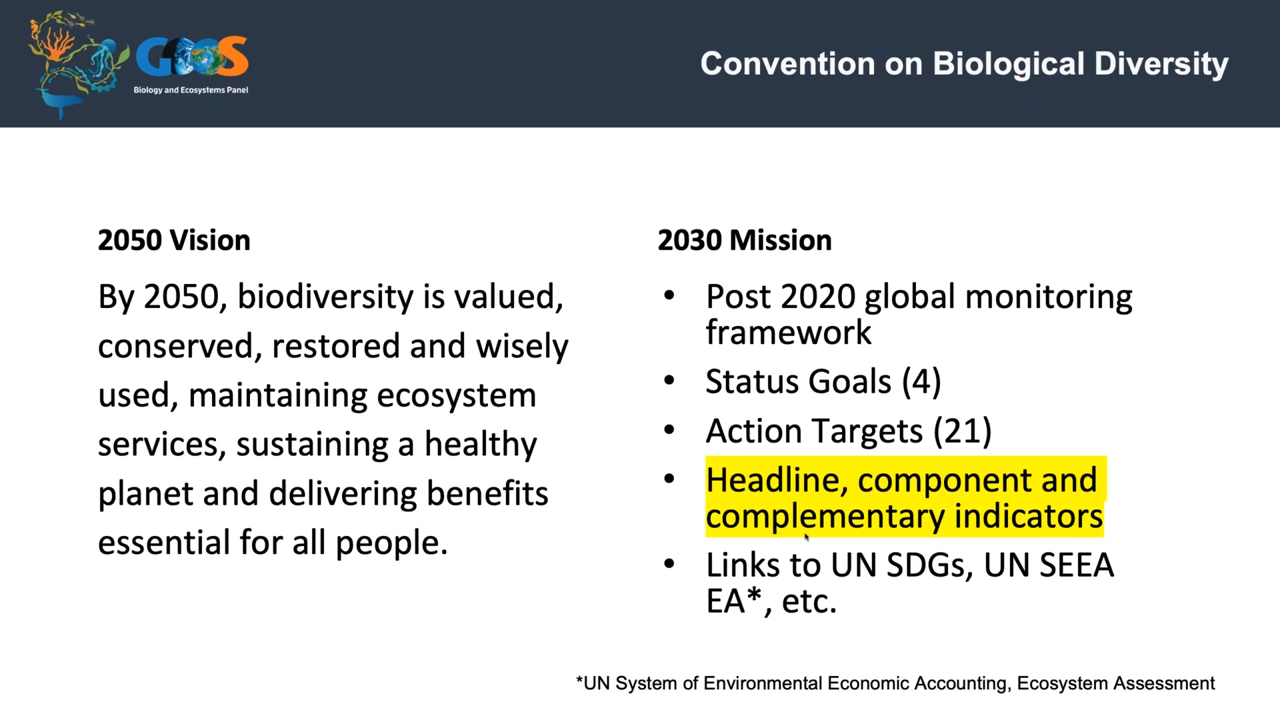 GOOS
Biology and Ecosystems Panel
Convention on Biological Diversity
2050 Vision
By 2050, biodiversity is valued,
conserved, restored and wisely
used, maintaining ecosystem
services, sustaining a healthy
planet and delivering benefits
essential for all people.
2030 Mission
• Post 2020 global monitoring
framework
• Status Goals (4)
• Action Targets (21)
• Headline, component and
complementary indicators
• Links to UN SDGs, UN SEEA
EA*, etc.
*UN System of Environmental Economic Accounting, Ecosystem Assessment